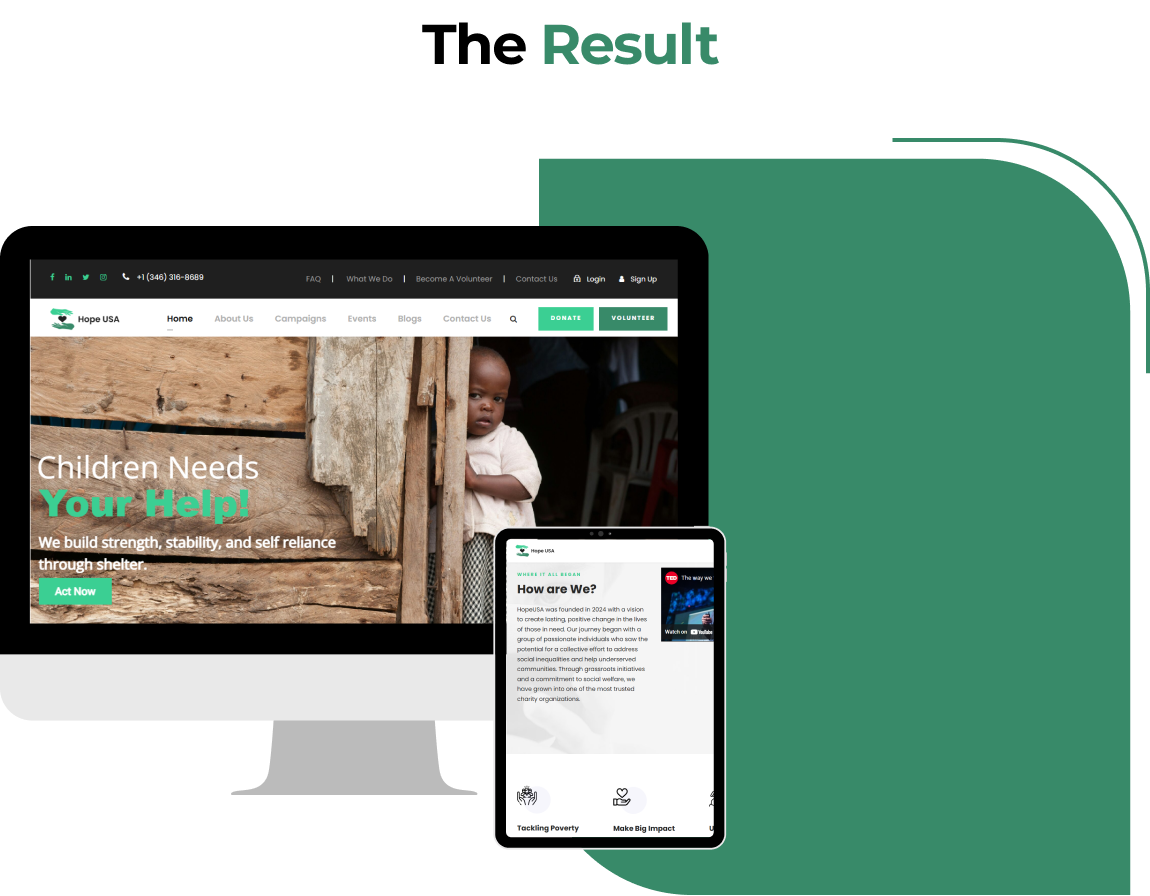 The Result
+1 (346) 316-8689
FAQ | What We Do | Become A Volunteer | Contact Us Login Sign Up
Hope USA Home About Us Campaigns Events Blogs Contact Us DONATE VOLUNTEER
Children Needs
Your Help!
We build strength, stability, and self reliance
through shelter.
Act Now
Hope USA
WHERE IT ALL BEGAN
How are We?
HopeUSA was founded in 2024 with a vision
to create lasting, positive change in the lives
of those in need. Our journey began with a
group of passionate individuals who saw the
potential for a collective effort to address
social inequalities and help underserved
communities. Through grassroots initiatives
and a commitment to social welfare, we
have grown into one of the most trusted
charity organizations.
TED The way we
Watch on YouTube
Tackling Poverty Make Big Impact U